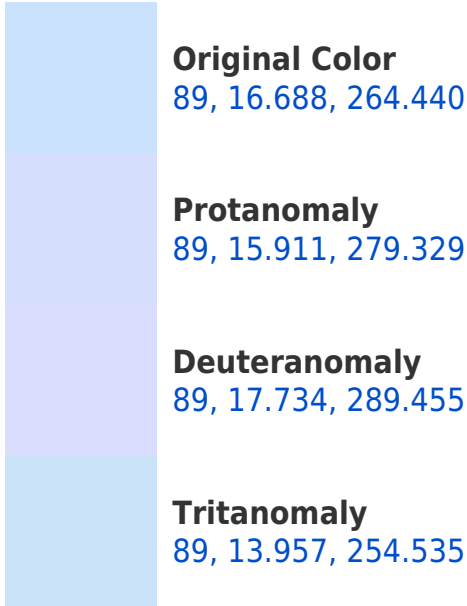 Original Color
89, 16.688, 264.440
Protanomaly
89, 15.911, 279.329
Deuteranomaly
89, 17.734, 289.455
Tritanomaly
89, 13.957, 254.535